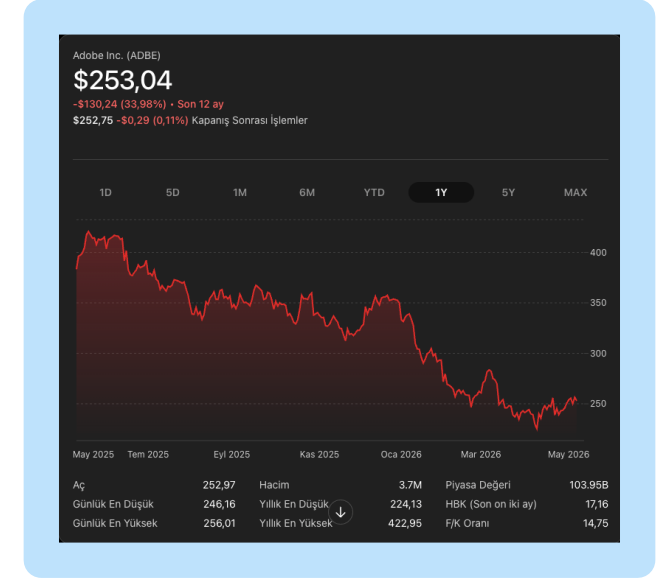 Adobe Inc. (ADBE)
$253,04
-$130,24 (33,98%) • Son 12 ay
$252,75 -$0,29 (0,11%) Kapanış Sonrası İşlemler
1D 5D 1M 6M YTD 1Y 5Y MAX
400
350
300
250
May 2025 Tem 2025 Eyl 2025 Kas 2025 Oca 2026 Mar 2026 May 2026
Aç 252,97 Hacim 3.7M Piyasa Değeri 103.95B
Günlük En Düşük 246,16 Yıllık En Düşük 224,13 HBK (Son on iki ay) 17,16
Günlük En Yüksek 256,01 Yıllık En Yüksek 422,95 F/K Oranı 14,75